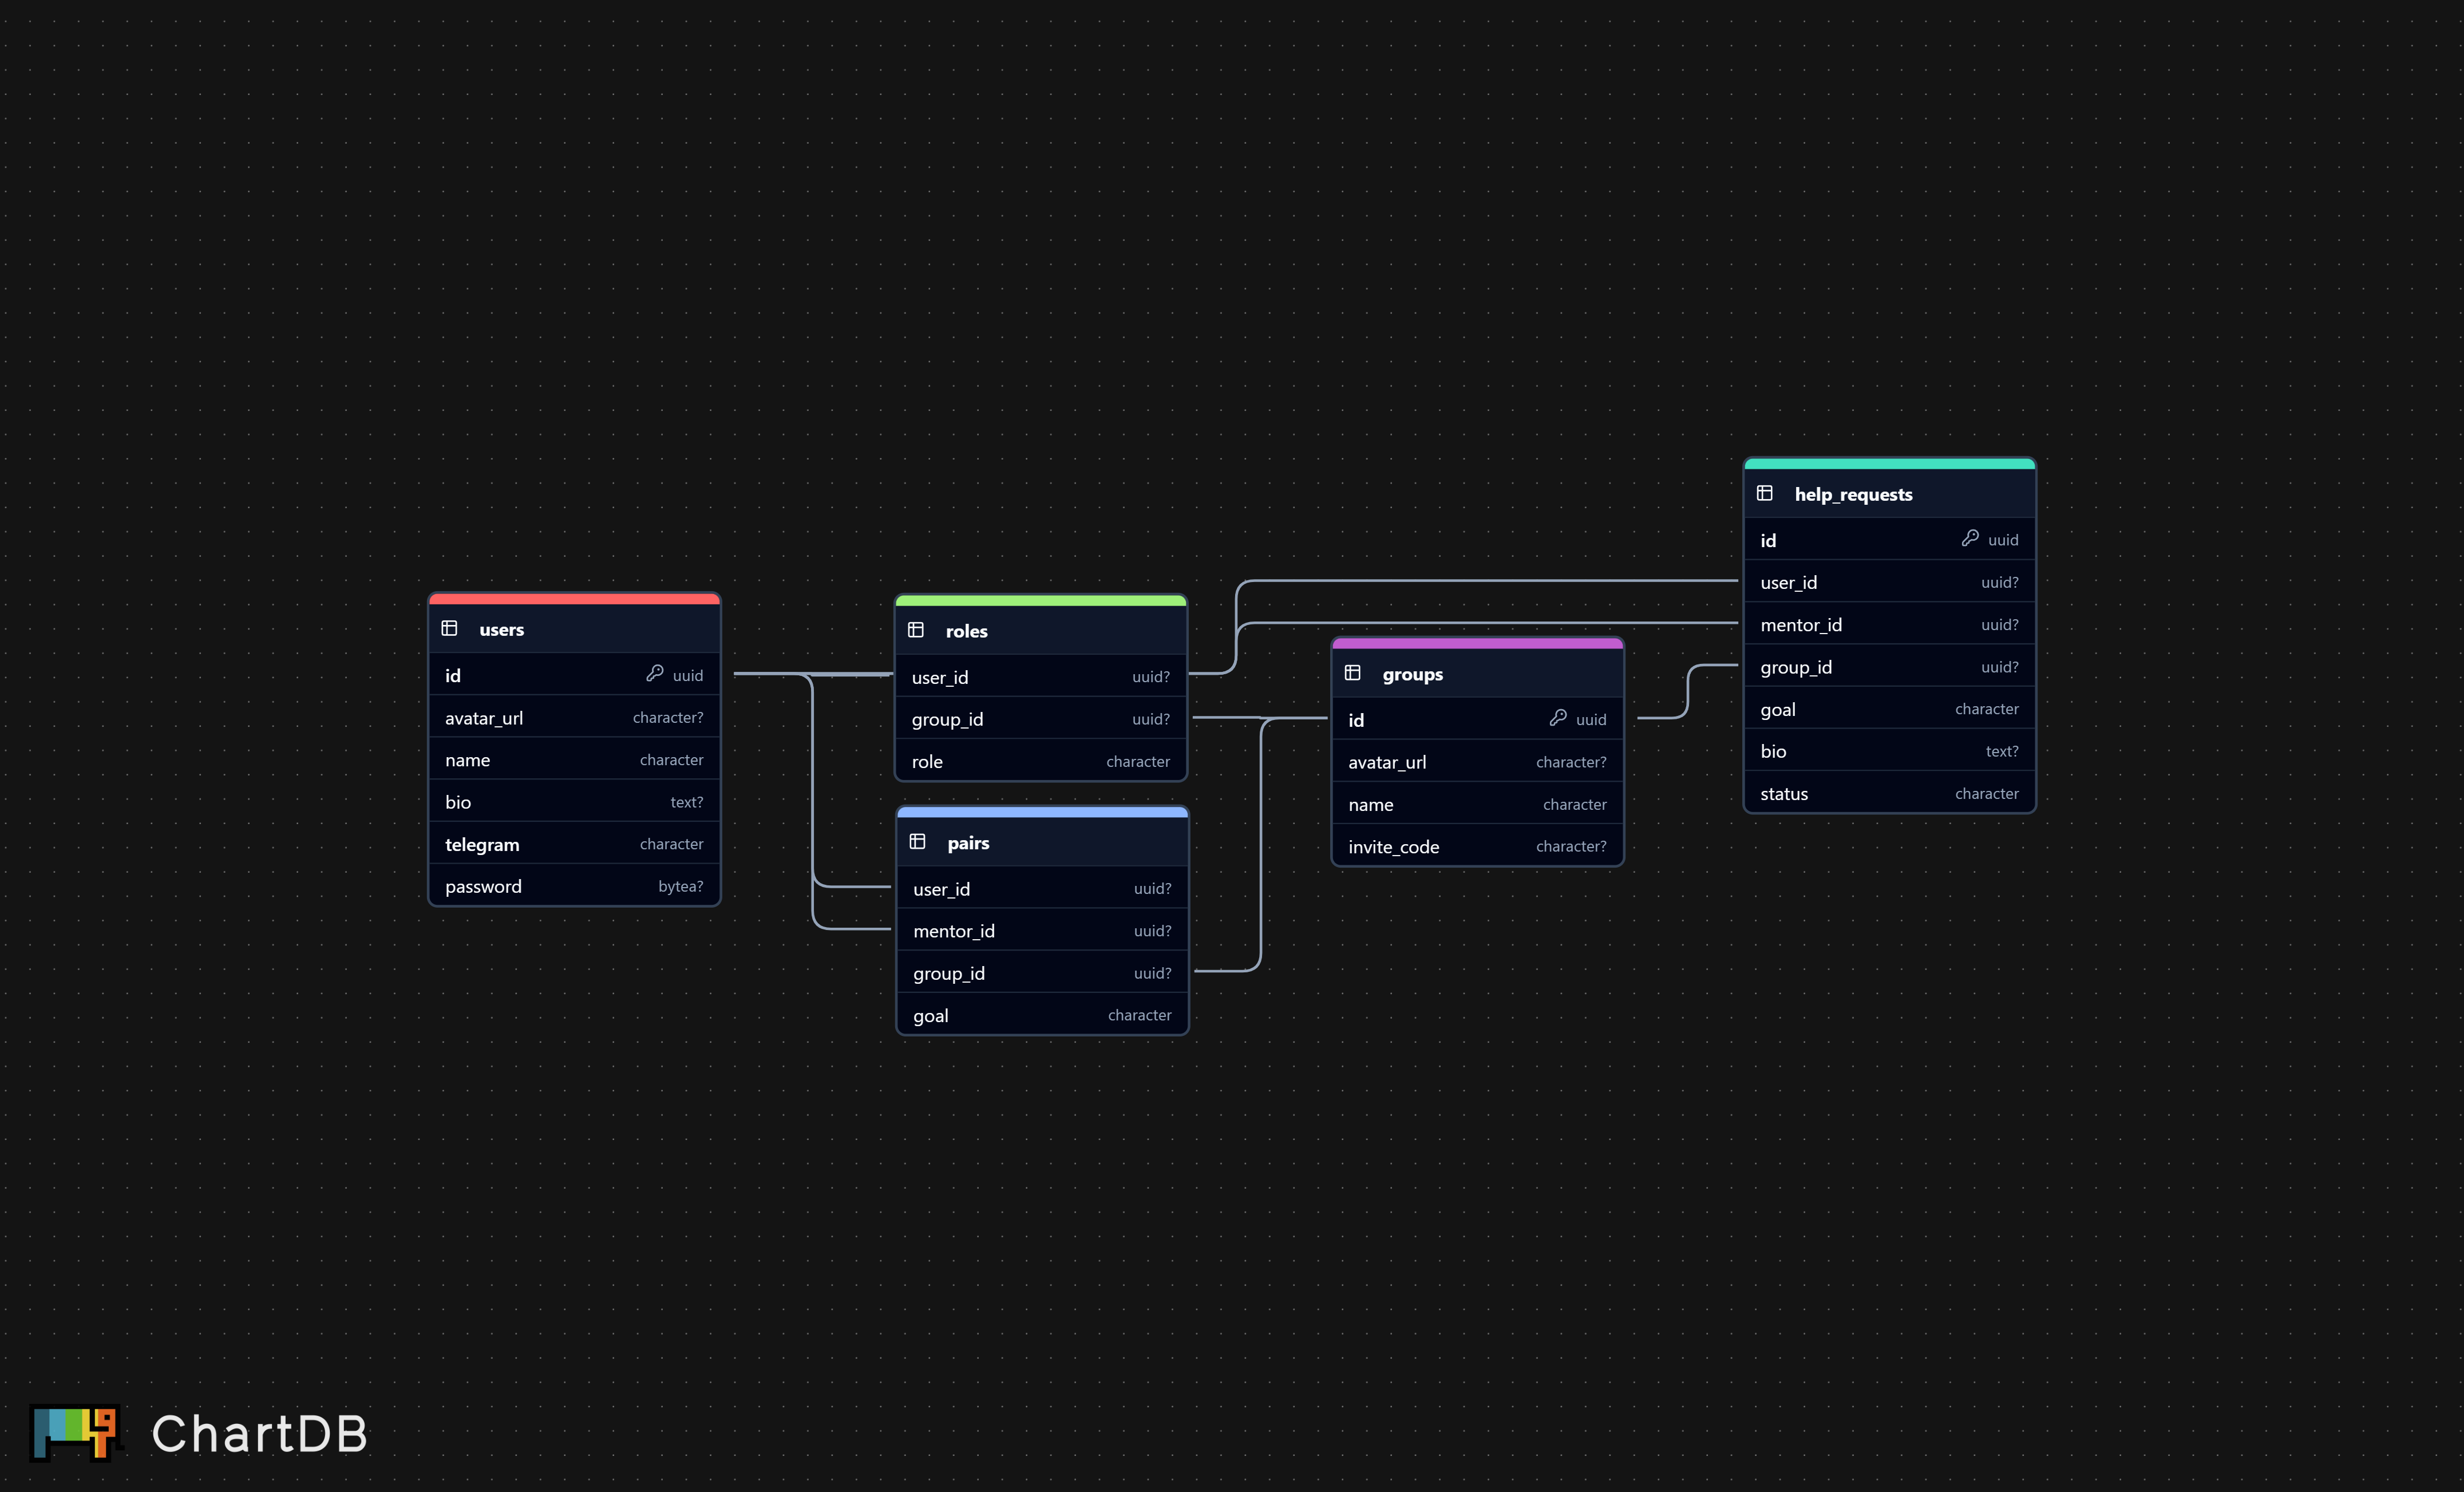 users
id uuid
avatar_url character?
name character
bio text?
telegram character
password bytea?
roles
user_id uuid?
group_id uuid?
role character
pairs
user_id uuid?
mentor_id uuid?
group_id uuid?
goal character
groups
id uuid
avatar_url character?
name character
invite_code character?
help_requests
id uuid
user_id uuid?
mentor_id uuid?
group_id uuid?
goal character
bio text?
status character
ChartDB